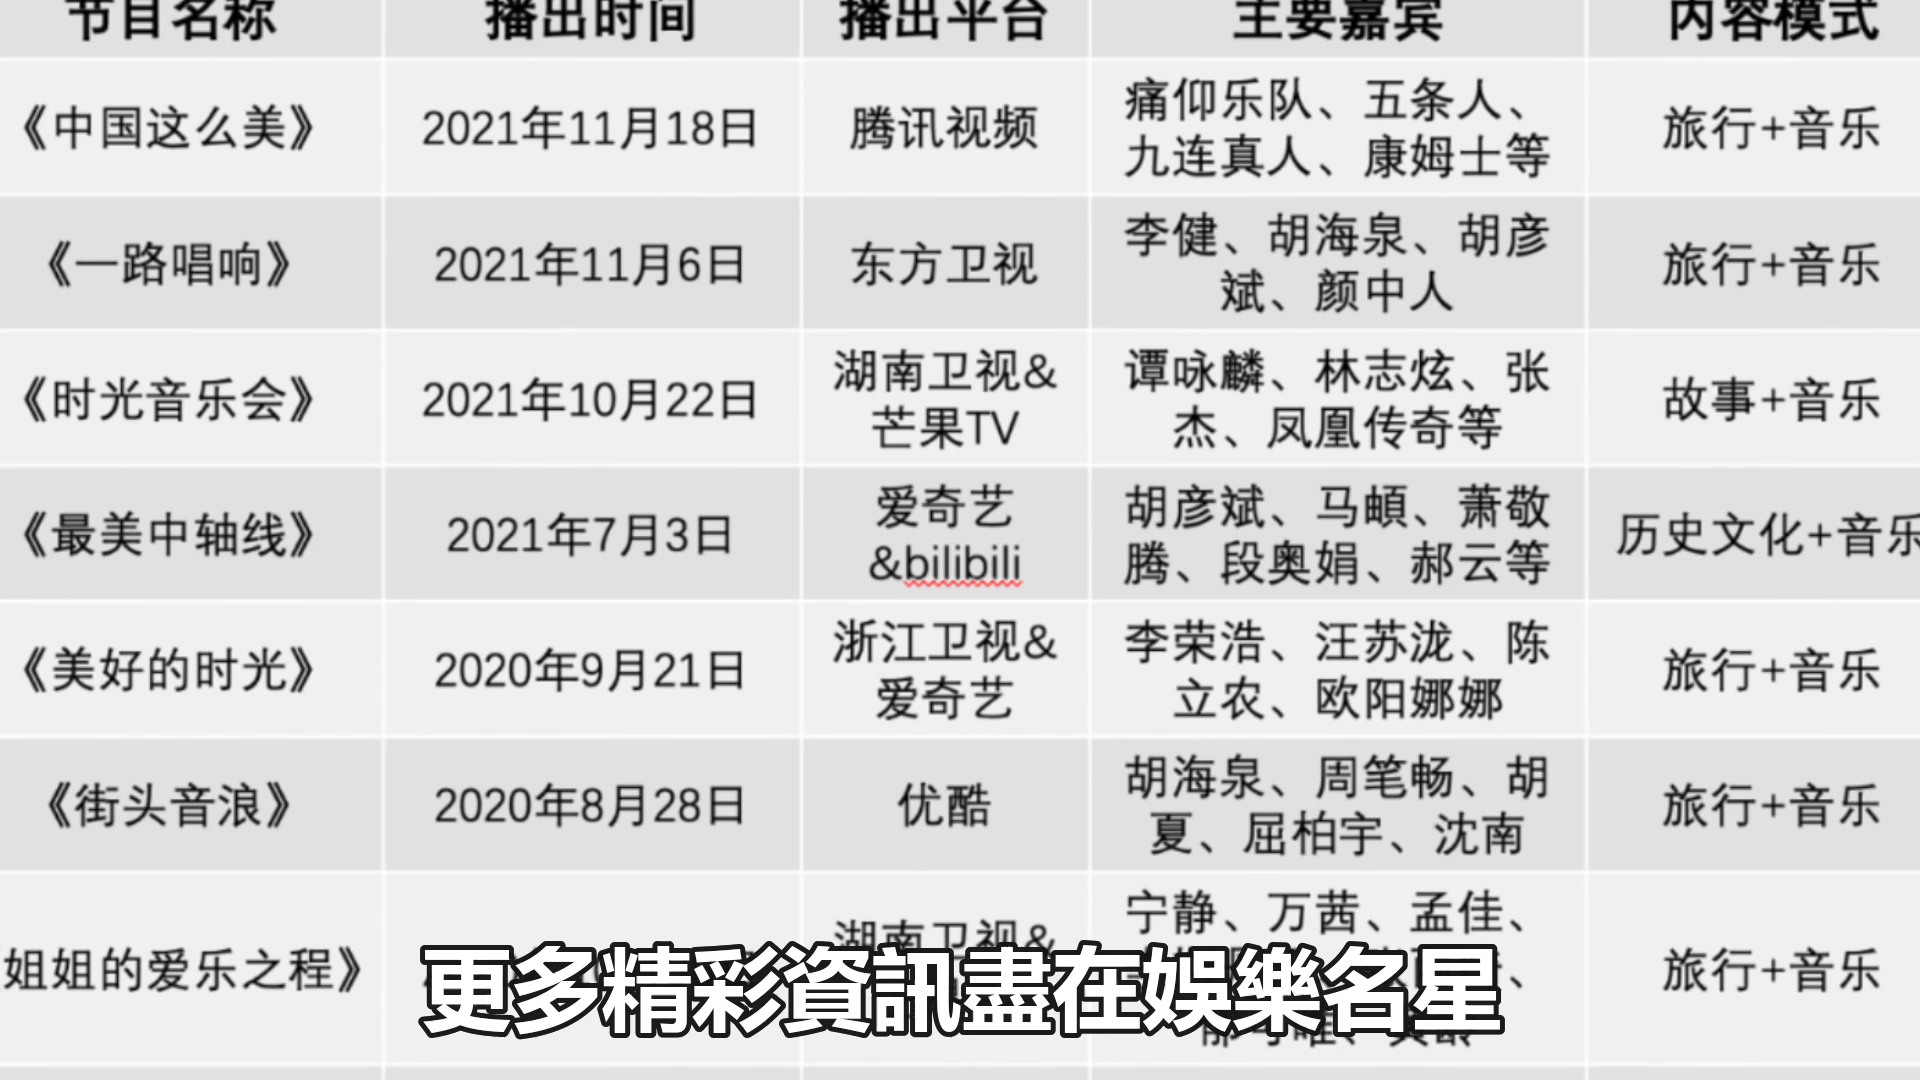 节目名称 播出时间 播出平台 主要嘉宾 内容模式
《中国这么美》 2021年11月18日 腾讯视频 痛仰乐队、五条人、
九连真人、康姆士等 旅行+音乐
《一路唱响》 2021年11月6日 东方卫视 李健、胡海泉、胡彦
斌、颜中人 旅行+音乐
《时光音乐会》 2021年10月22日 湖南卫视&
芒果TV 谭咏麟、林志炫、张
杰、凤凰传奇等 故事+音乐
《最美中轴线》 2021年7月3日 爱奇艺
&bilibili 胡彦斌、马頔、萧敬
腾、段奥娟、郝云等 历史文化+音乐
《美好的时光》 2020年9月21日 浙江卫视&
爱奇艺 李荣浩、汪苏泷、陈
立农、欧阳娜娜 旅行+音乐
《街头音浪》 2020年8月28日 优酷 胡海泉、周笔畅、胡
夏、屈柏宇、沈南 旅行+音乐
姐姐的爱乐之程》 湖南卫视& 宁静、万茜、孟佳、
旅行+音乐
更多精彩資訊盡在娛樂名星